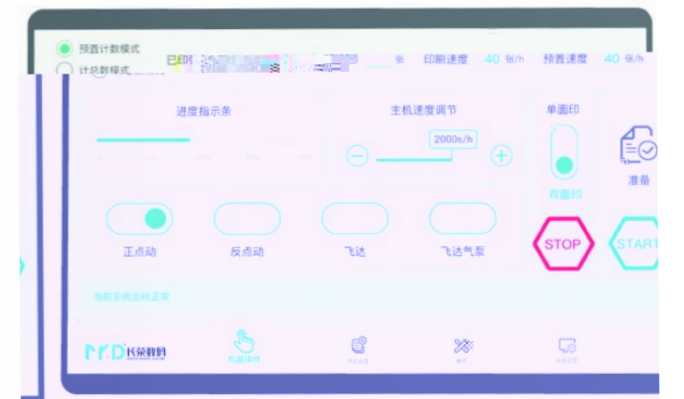 预置计数模式
计总数模式
已印
张
印刷速度 40 张/h 预置速度 40 张/h
进度指示条
主机速度调节
2000s/h
单面印
双面印
准备
正点动
反点动
飞达
飞达气泵
STOP
START
当前系统运转正常
长荣数码
机器操作